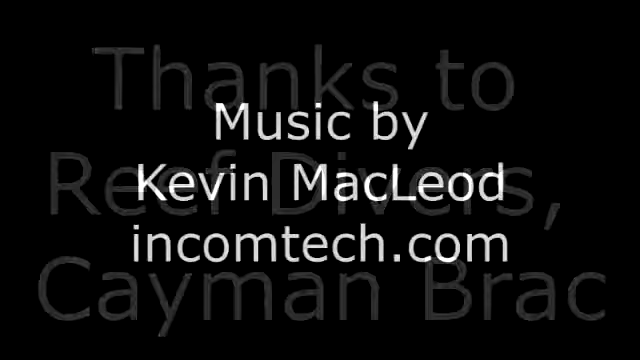 Thanks to
Reef Divers,
Cayman Brac
Music by
Kevin MacLeod
incomtech.com